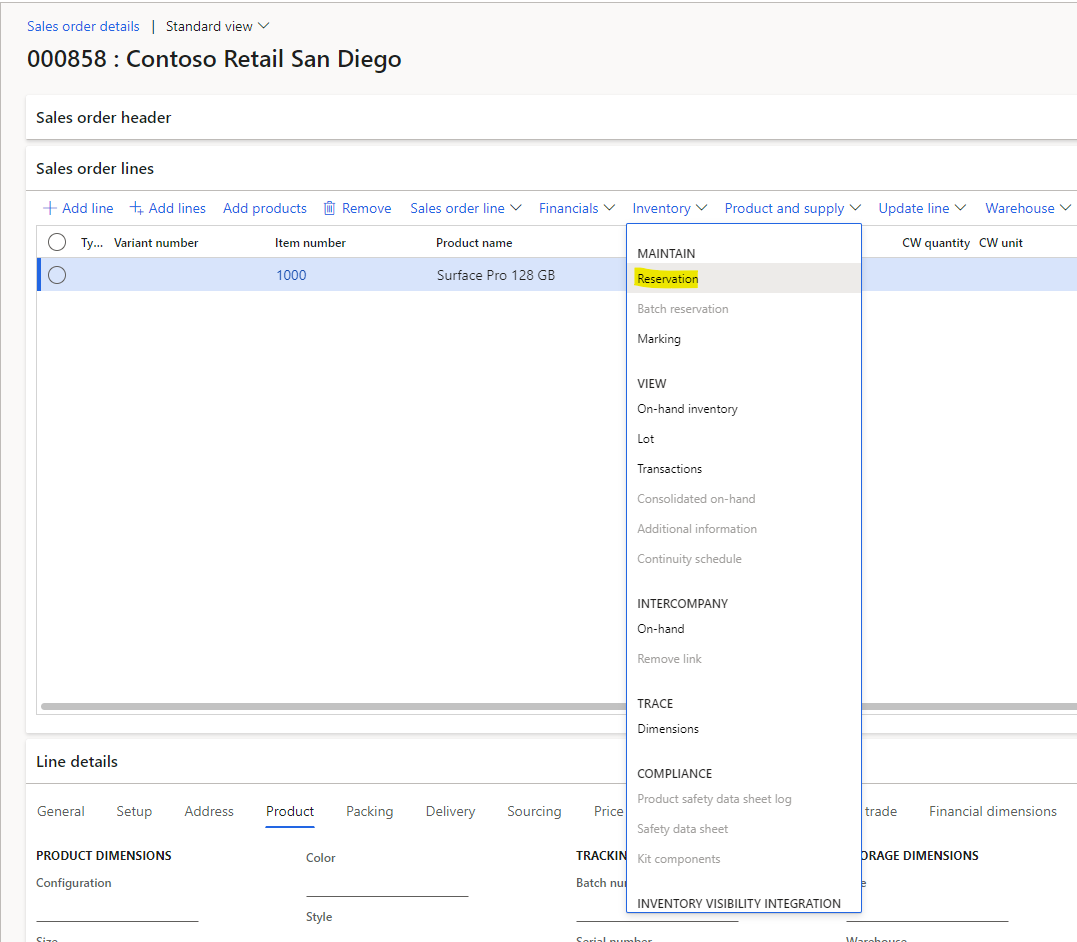 Sales order details | Standard view
000858 : Contoso Retail San Diego
Sales order header
Sales order lines
Add line Add lines Add products Remove Sales order line Financials Inventory Product and supply Update line Warehouse
Ty... Variant number Item number Product name CW quantity CW unit
1000 Surface Pro 128 GB
MAINTAIN
Reservation
Batch reservation
Marking
VIEW
On-hand inventory
Lot
Transactions
Consolidated on-hand
Additional information
Continuity schedule
INTERCOMPANY
On-hand
Remove link
TRACE
Dimensions
COMPLIANCE
Product safety data sheet log
Safety data sheet
Kit components
INVENTORY VISIBILITY INTEGRATION
Line details
General Setup Address Product Packing Delivery Sourcing Price trade Financial dimensions
PRODUCT DIMENSIONS Color TRACKIN ORAGE DIMENSIONS
Configuration Batch nu e
Style
Size Serial number Warehouse